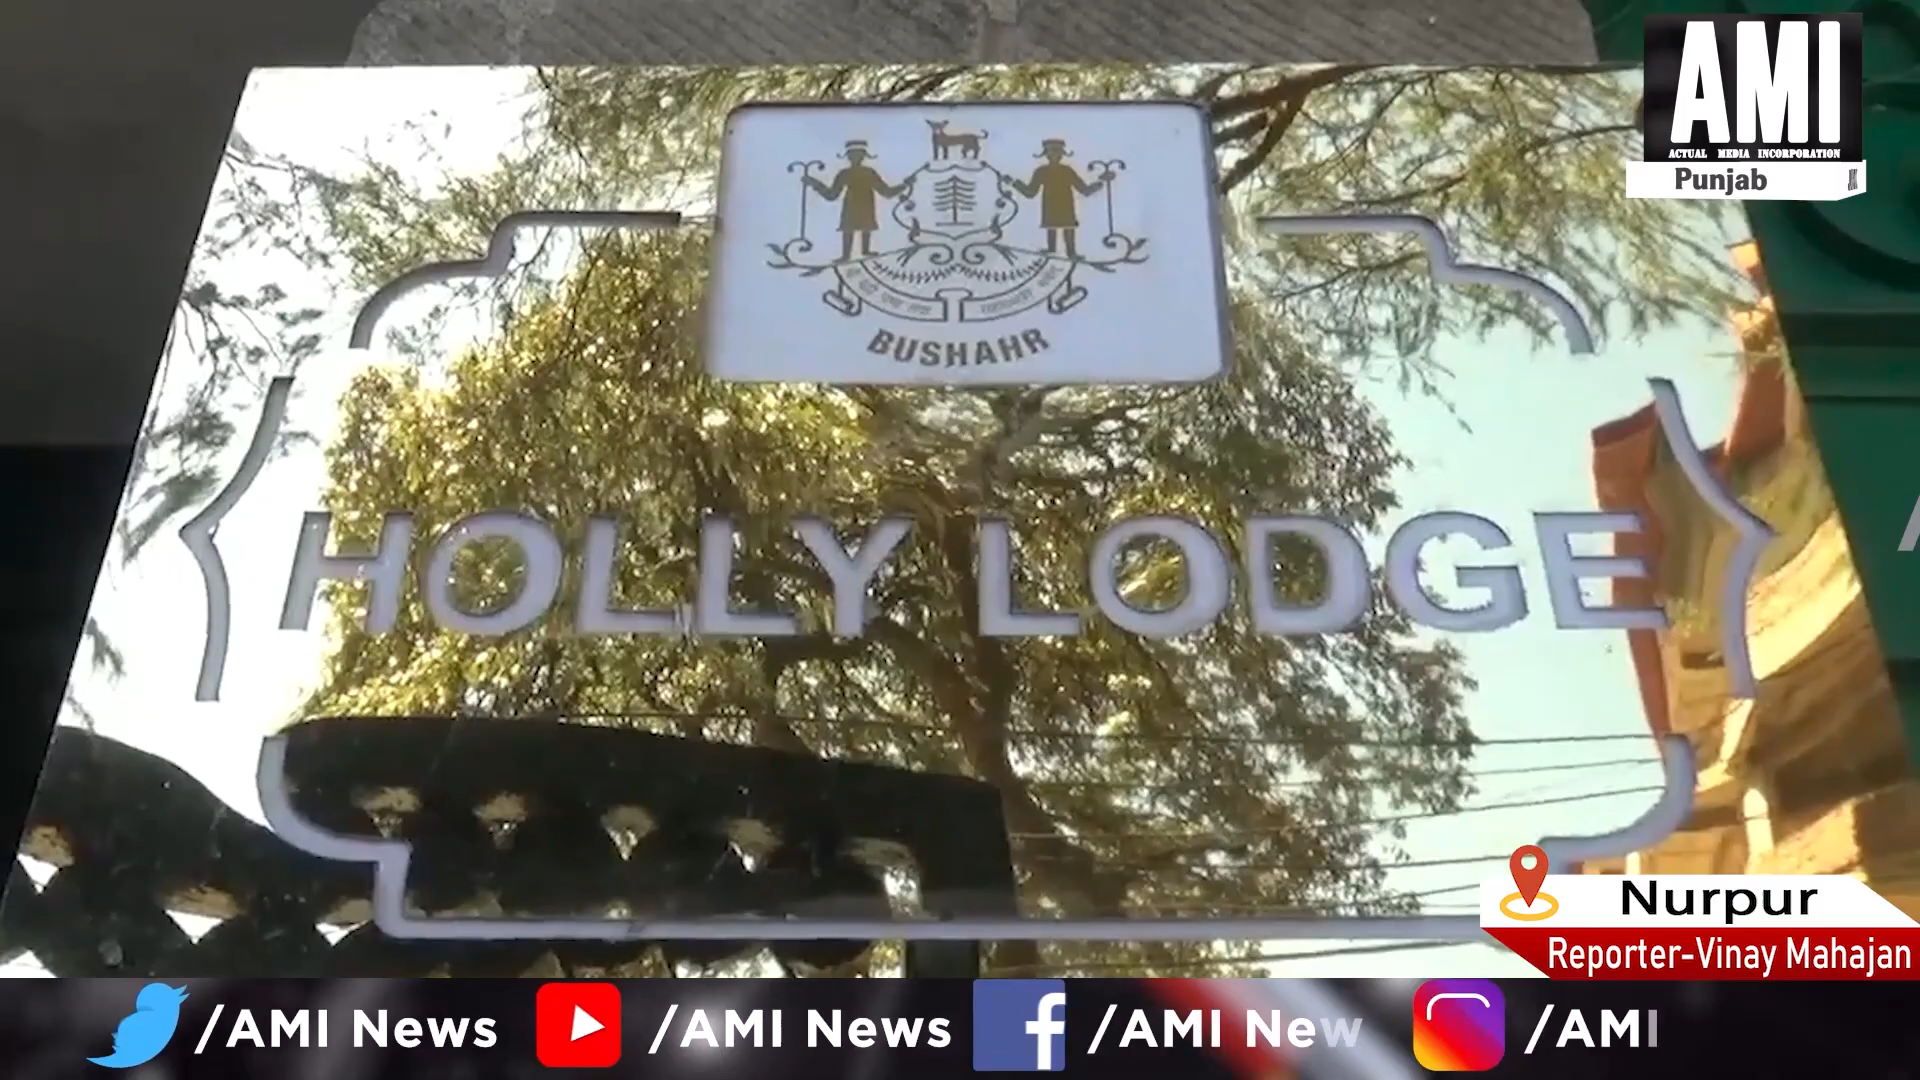 AMI
ACTUAL MEDIA INCORPORATION
Punjab
BUSHAHR
HOLLY LODGE
Nurpur
Reporter-Vinay Mahajan
/AMI News
/AMI News
/AMI New
/AMI